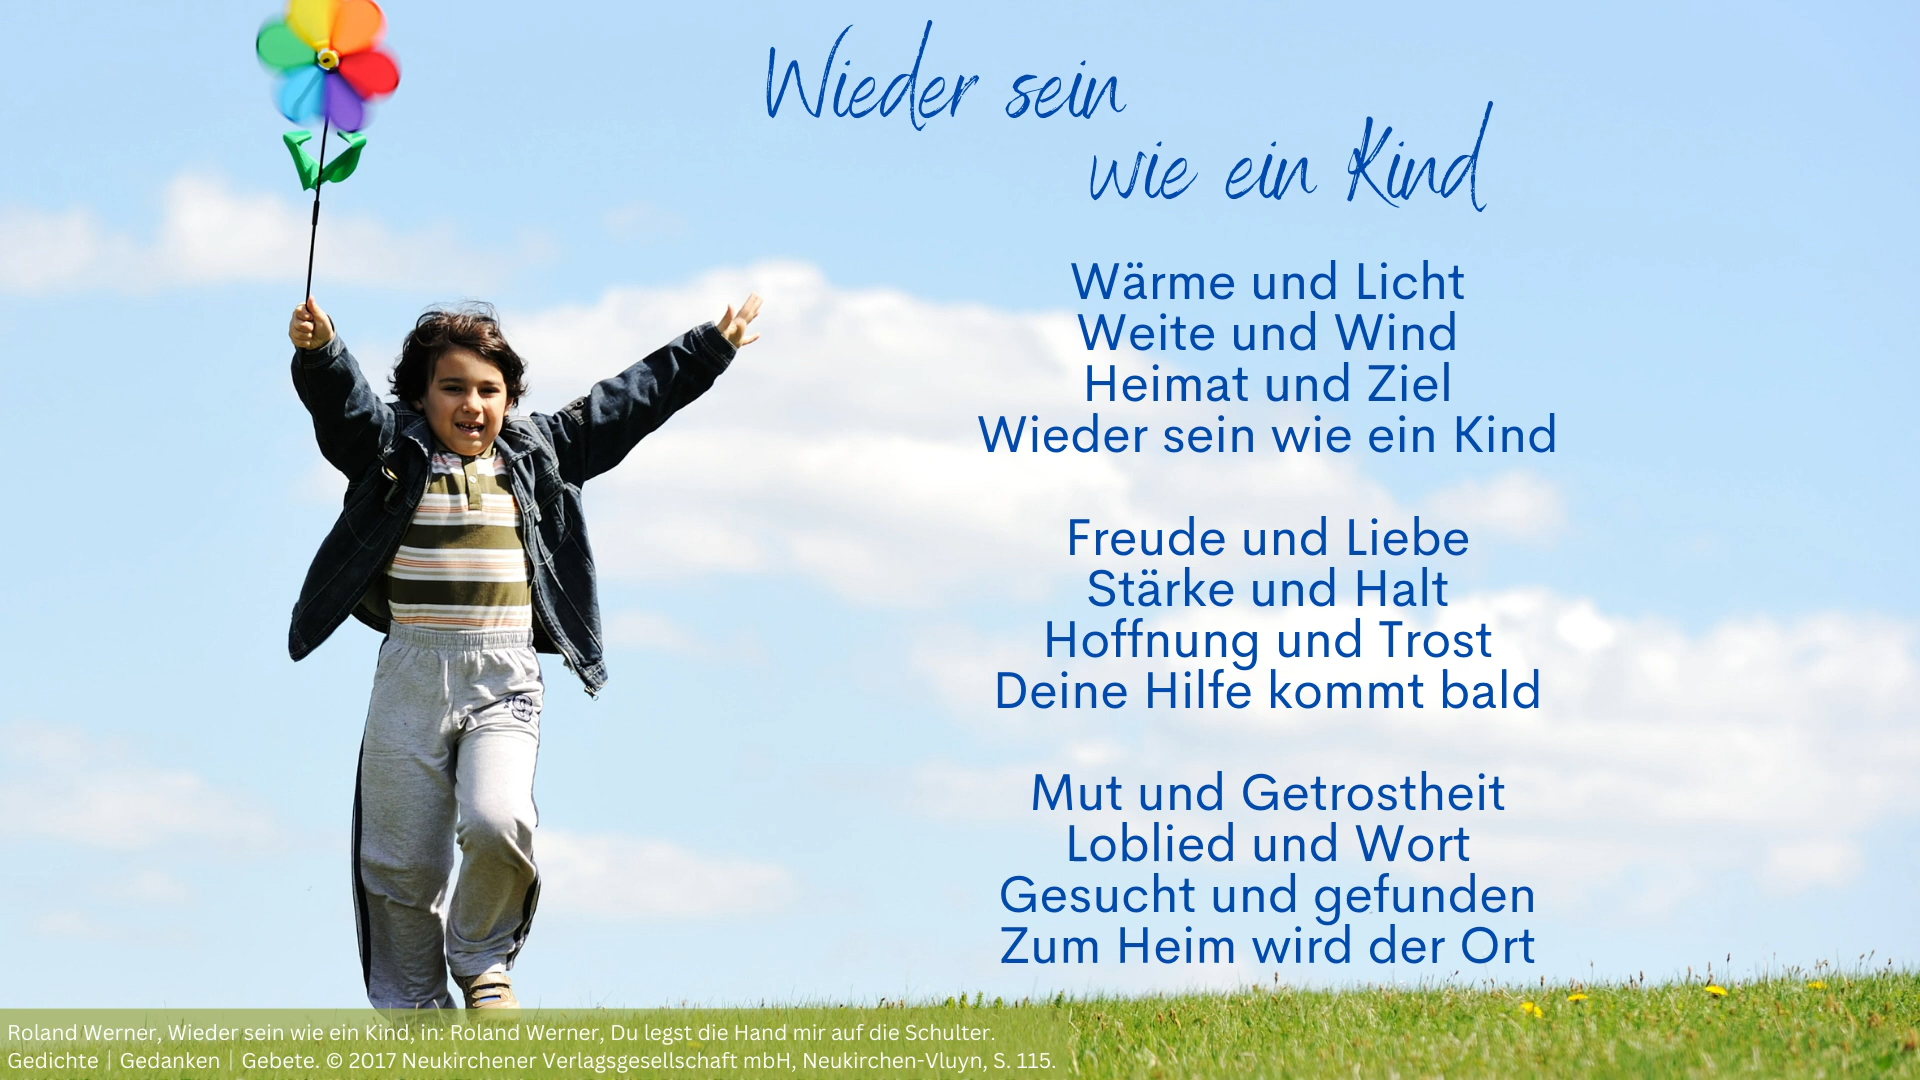 Wieder sein
wie ein Kind
Wärme und Licht
Weite und Wind
Heimat und Ziel
Wieder sein wie ein Kind
Freude und Liebe
Stärke und Halt
Hoffnung und Trost
Deine Hilfe kommt bald
Mut und Getrostheit
Loblied und Wort
Gesucht und gefunden
Zum Heim wird der Ort
Roland Werner, Wieder sein wie ein Kind, in: Roland Werner, Du legst die Hand mir auf die Schulter.
Gedichte | Gedanken | Gebete. © 2017 Neukirchener Verlagsgesellschaft mbH, Neukirchen-Vluyn, S. 115.